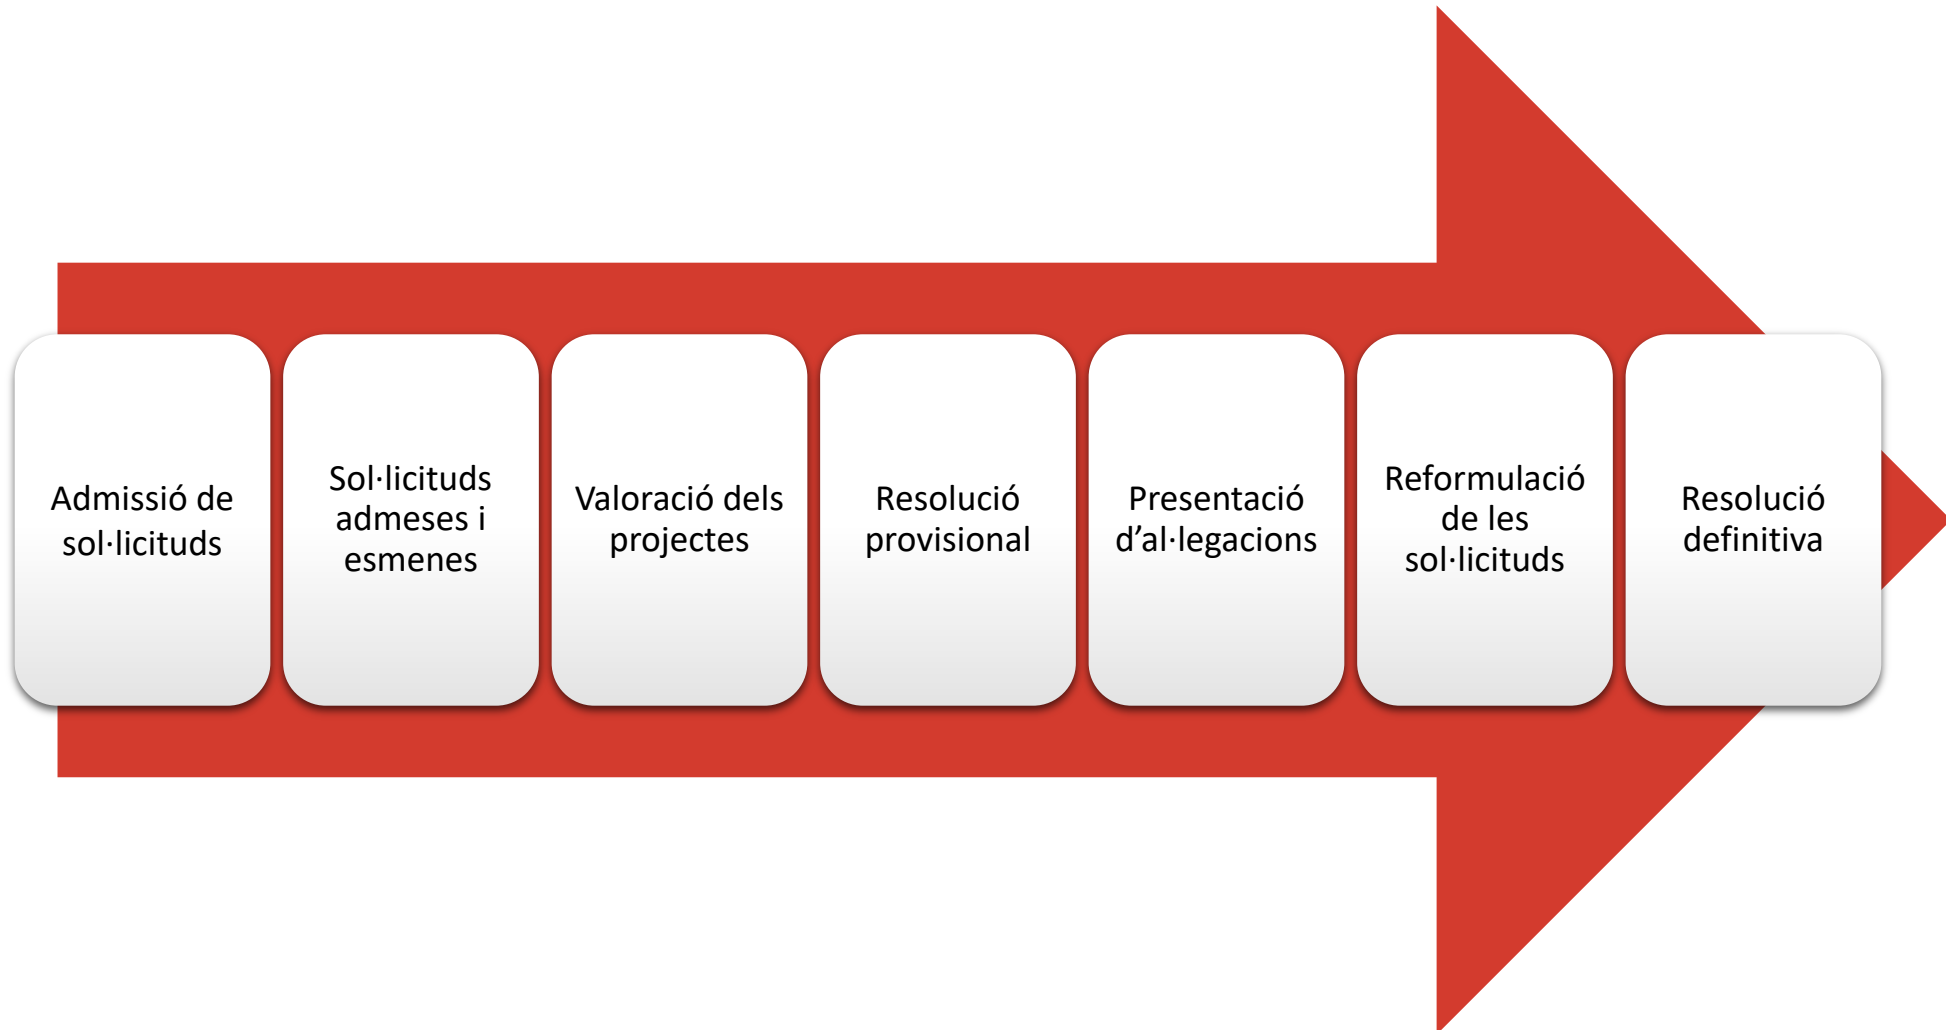 Admissió de
sol·licituds
Sol·licituds
admeses i
esmenes
Valoració dels
projectes
Resolució
provisional
Presentació
d’al·legacions
Reformulació
de les
sol·licituds
Resolució
definitiva